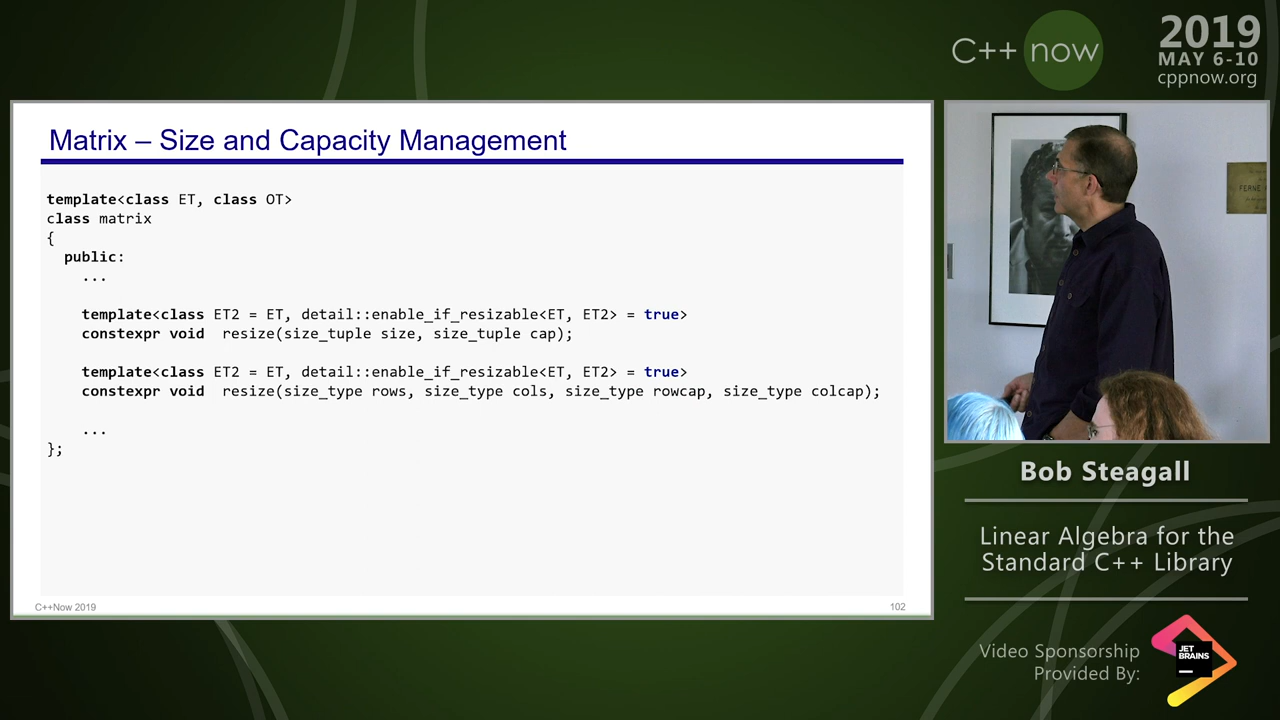 C++ now
2019
MAY 6-10
cppnow.org
Matrix – Size and Capacity Management
template<class ET, class OT>
class matrix
{
public:
...
template<class ET2 = ET, detail::enable_if_resizable<ET, ET2> = true>
constexpr void resize(size_tuple size, size_tuple cap);
template<class ET2 = ET, detail::enable_if_resizable<ET, ET2> = true>
constexpr void resize(size_type rows, size_type cols, size_type rowcap, size_type colcap);
...
};
C++Now 2019
102
Bob Steagall
Linear Algebra for the
Standard C++ Library
Video Sponsorship
Provided By:
JET
BRAINS